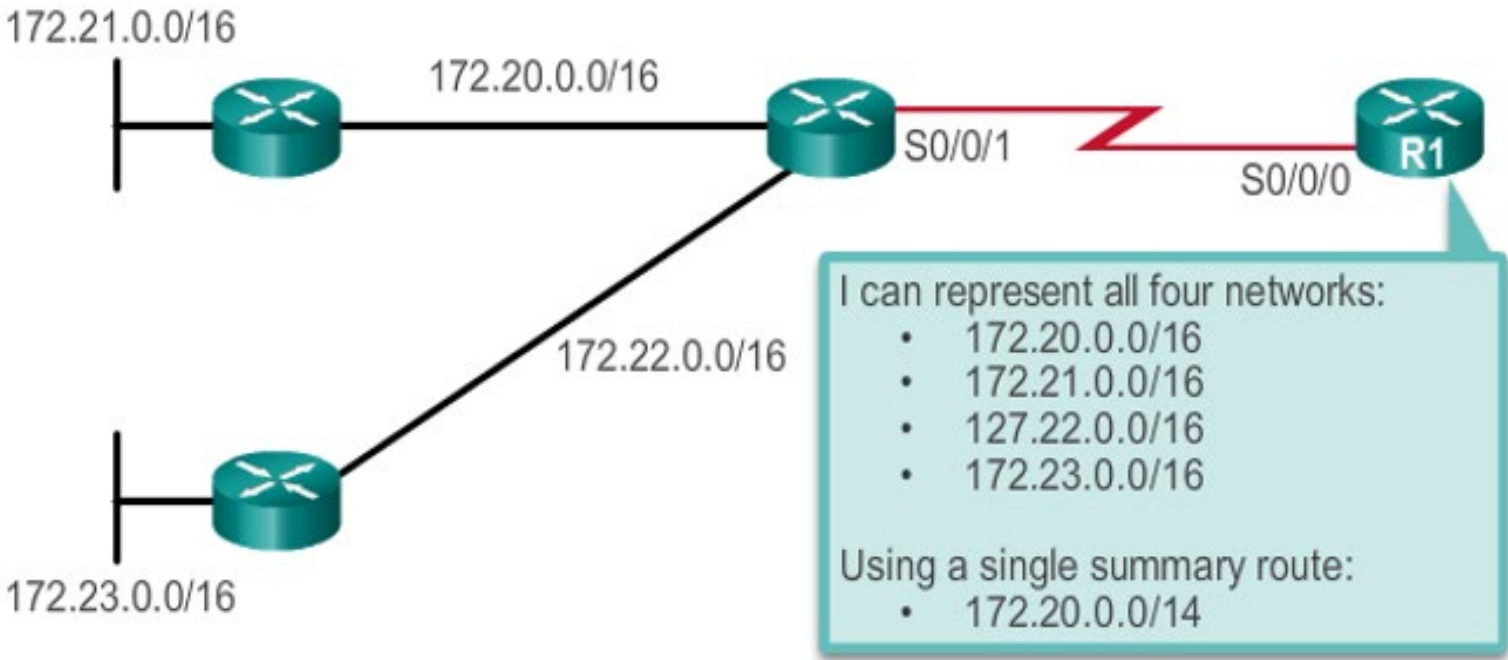 172.21.0.0/16
172.20.0.0/16
S0/0/1
R1
S0/0/0
I can represent all four networks:
• 172.20.0.0/16
• 172.21.0.0/16
• 127.22.0.0/16
• 172.23.0.0/16
Using a single summary route:
• 172.20.0.0/14
172.22.0.0/16
172.23.0.0/16